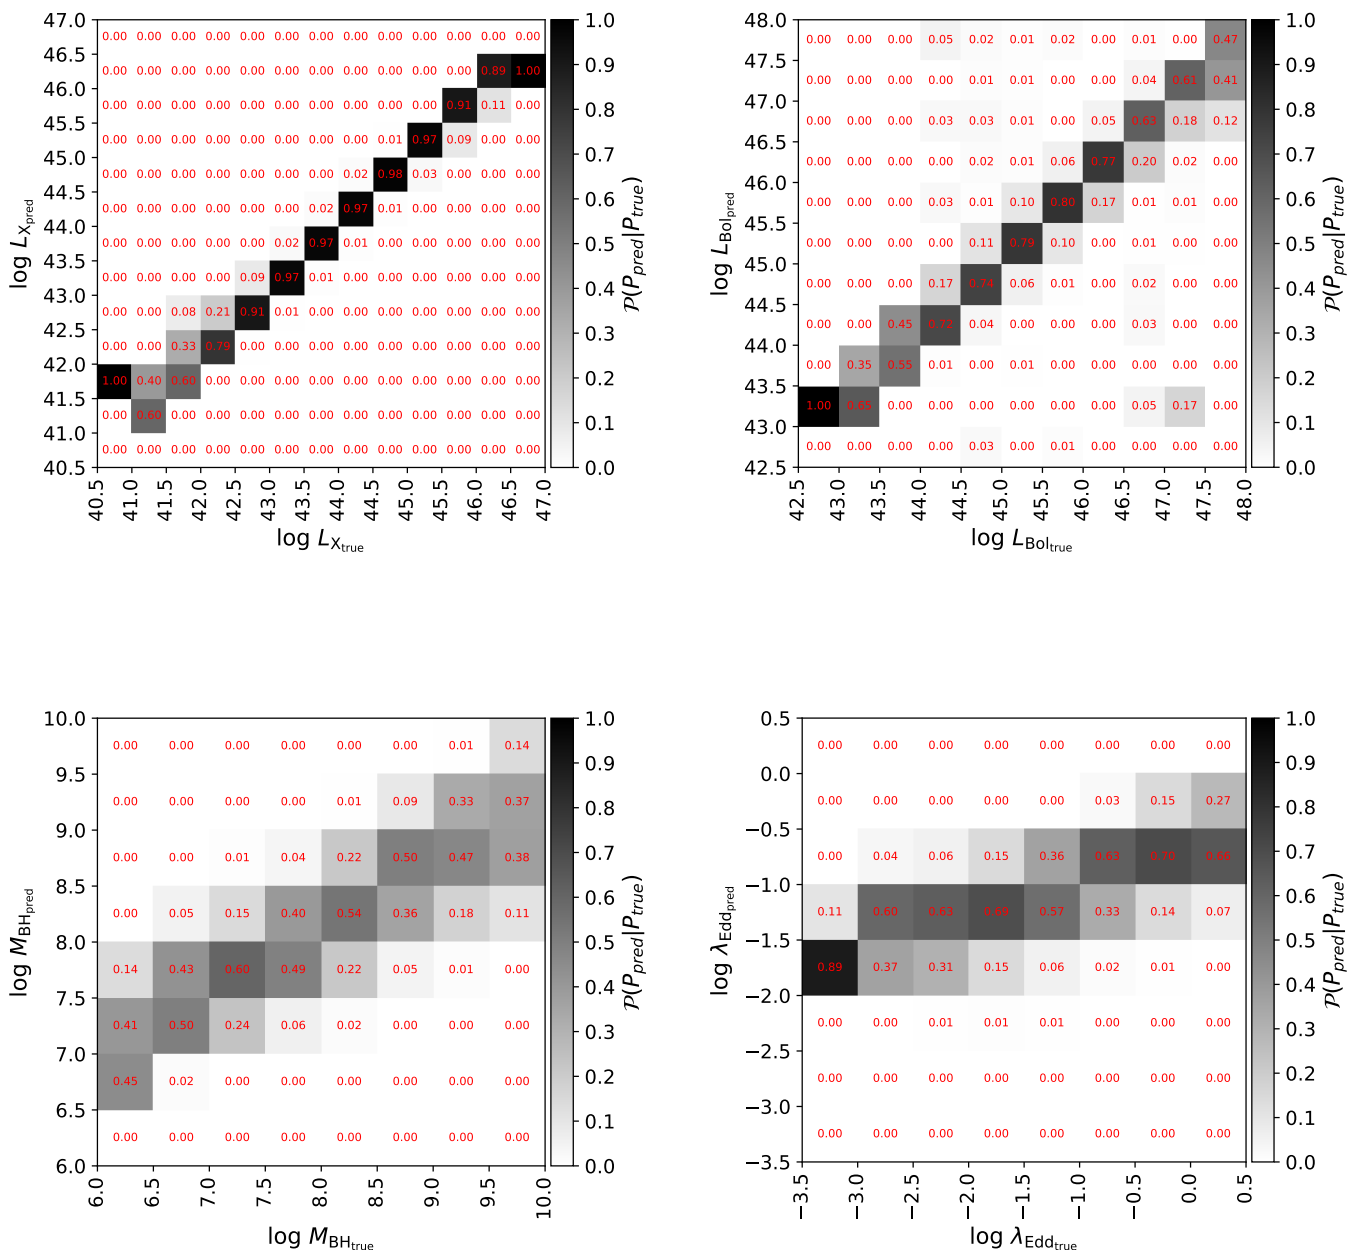 47.0
46.5
46.0
45.5
45.0
44.5
44.0
43.5
43.0
42.5
42.0
41.5
41.0
40.5
log L_Xpred
0.00 0.00 0.00 0.00 0.00 0.00 0.00 0.00 0.00 0.00 0.00 0.00 0.00
0.00 0.00 0.00 0.00 0.00 0.00 0.00 0.00 0.00 0.00 0.00 0.89 1.00
0.00 0.00 0.00 0.00 0.00 0.00 0.00 0.00 0.00 0.00 0.91 0.11 0.00
0.00 0.00 0.00 0.00 0.00 0.00 0.00 0.00 0.01 0.97 0.09 0.00 0.00
0.00 0.00 0.00 0.00 0.00 0.00 0.00 0.02 0.98 0.03 0.00 0.00 0.00
0.00 0.00 0.00 0.00 0.00 0.00 0.02 0.97 0.01 0.00 0.00 0.00 0.00
0.00 0.00 0.00 0.00 0.00 0.02 0.97 0.01 0.00 0.00 0.00 0.00 0.00
0.00 0.00 0.00 0.00 0.09 0.97 0.01 0.00 0.00 0.00 0.00 0.00 0.00
0.00 0.00 0.08 0.21 0.91 0.01 0.00 0.00 0.00 0.00 0.00 0.00 0.00
0.00 0.00 0.33 0.79 0.00 0.00 0.00 0.00 0.00 0.00 0.00 0.00 0.00
1.00 0.40 0.60 0.00 0.00 0.00 0.00 0.00 0.00 0.00 0.00 0.00 0.00
0.00 0.60 0.00 0.00 0.00 0.00 0.00 0.00 0.00 0.00 0.00 0.00 0.00
0.00 0.00 0.00 0.00 0.00 0.00 0.00 0.00 0.00 0.00 0.00 0.00 0.00
40.5 41.0 41.5 42.0 42.5 43.0 43.5 44.0 44.5 45.0 45.5 46.0 46.5 47.0
log L_Xtrue
1.0
0.9
0.8
0.7
0.6
0.5
0.4
0.3
0.2
0.1
0.0
P(P_pred|P_true)
48.0
47.0
46.0
45.5
45.0
44.5
44.0
43.5
43.0
42.5
log L_Bolpred
0.00 0.00 0.00 0.05 0.02 0.01 0.02 0.00 0.01 0.00 0.47
0.00 0.00 0.00 0.00 0.01 0.01 0.00 0.00 0.04 0.61 0.41
0.00 0.00 0.00 0.03 0.03 0.01 0.00 0.05 0.63 0.18 0.12
0.00 0.00 0.00 0.00 0.02 0.01 0.06 0.77 0.20 0.02 0.00
0.00 0.00 0.00 0.03 0.01 0.10 0.80 0.17 0.01 0.01 0.00
0.00 0.00 0.00 0.00 0.11 0.79 0.10 0.00 0.01 0.00 0.00
0.00 0.00 0.00 0.17 0.74 0.06 0.01 0.00 0.02 0.00 0.00
0.00 0.00 0.45 0.72 0.04 0.00 0.00 0.00 0.03 0.00 0.00
0.00 0.35 0.55 0.01 0.00 0.01 0.00 0.00 0.00 0.00 0.00
1.00 0.65 0.00 0.00 0.00 0.00 0.00 0.00 0.05 0.17 0.00
0.00 0.00 0.00 0.00 0.03 0.00 0.01 0.00 0.00 0.00 0.00
42.5 43.0 43.5 44.0 44.5 45.0 45.5 46.0 46.5 47.0 47.5 48.0
log L_Boltrue
1.0
0.9
0.8
0.7
0.6
0.5
0.4
0.3
0.2
0.1
0.0
P(P_pred|P_true)
10.0
9.5
9.0
8.5
8.0
7.5
7.0
6.5
6.0
log M_BHpred
0.00 0.00 0.00 0.00 0.00 0.00 0.01 0.14
0.00 0.00 0.00 0.00 0.01 0.09 0.33 0.37
0.00 0.00 0.01 0.04 0.22 0.50 0.47 0.38
0.00 0.05 0.15 0.40 0.54 0.36 0.18 0.11
0.14 0.43 0.60 0.49 0.22 0.05 0.01 0.00
0.41 0.50 0.24 0.06 0.02 0.00 0.00 0.00
0.45 0.02 0.00 0.00 0.00 0.00 0.00 0.00
0.00 0.00 0.00 0.00 0.00 0.00 0.00 0.00
6.0 6.5 7.0 7.5 8.0 8.5 9.0 9.5 10.0
log M_BHtrue
1.0
0.9
0.8
0.7
0.6
0.5
0.4
0.3
0.2
0.1
0.0
P(P_pred|P_true)
0.5
0.0
−0.5
−1.0
−1.5
−2.0
−2.5
−3.0
−3.5
log λ_Eddpred
0.00 0.00 0.00 0.00 0.00 0.00 0.00 0.00
0.00 0.00 0.00 0.00 0.00 0.03 0.15 0.27
0.00 0.04 0.06 0.15 0.36 0.63 0.70 0.66
0.11 0.60 0.63 0.69 0.57 0.33 0.14 0.07
0.89 0.37 0.31 0.15 0.06 0.02 0.01 0.00
0.00 0.00 0.01 0.01 0.01 0.00 0.00 0.00
0.00 0.00 0.00 0.00 0.00 0.00 0.00 0.00
0.00 0.00 0.00 0.00 0.00 0.00 0.00 0.00
−3.5 −3.0 −2.5 −2.0 −1.5 −1.0 −0.5 0.0 0.5
log λ_Eddtrue
1.0
0.9
0.8
0.7
0.6
0.5
0.4
0.3
0.2
0.1
0.0
P(P_pred|P_true)